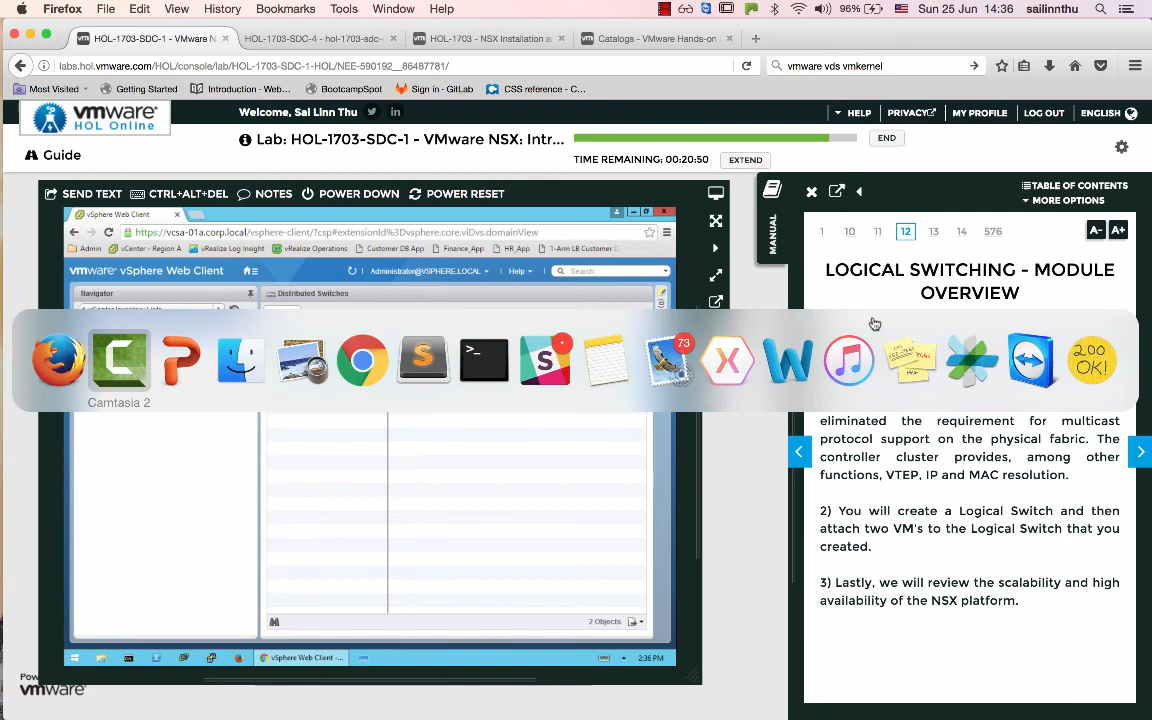 Firefox File Edit View History Bookmarks Tools Window Help 96% Sun 25 Jun 14:36 sailinnthu
HOL-1703-SDC-1 - VMware N HOL-1703-SDC-4 - hol-1703-adc- HOL-1703 - NSX Installation a Catalogs - VMware Hands-on
labs.hol.vmware.com/HOL/console/lab/HOL-1703-SDC-1-HOL/NEE-590192__86487781/ vmware vds vmkernel
Most Visited Getting Started Introduction · Web... BootcampSpot Sign in · GitLab CSS reference - C...
vmware HOL Online
Welcome, Sai Linn Thu
HELP PRIVACY MY PROFILE LOG OUT ENGLISH
Lab: HOL-1703-SDC-1 - VMware NSX: Intr...
END
Guide
TIME REMAINING: 00:20:50 EXTEND
SEND TEXT CTRL+ALT+DEL NOTES POWER DOWN POWER RESET
MANUAL
TABLE OF CONTENTS
MORE OPTIONS
1 10 11 12 13 14 576 A- A+
LOGICAL SWITCHING - MODULE
OVERVIEW
vSphere Web Client
https://vcsa-01a.corp.local/vsphere-client/?csp#extensionId%3Dvsphere.core.viDvs.domainView
Admin vCenter - Region A vRealize Log Insight vRealize Operations Customer DB App Finance_App HR_App 1-Arm LB Customer
vmware vSphere Web Client Administrator@VSPHERE.LOCAL Help Search
Navigator Distributed Switches
73
200 OK!
Camtasia 2
eliminated the requirement for multicast
protocol support on the physical fabric. The
controller cluster provides, among other
functions, VTEP, IP and MAC resolution.
2) You will create a Logical Switch and then
attach two VM's to the Logical Switch that you
created.
3) Lastly, we will review the scalability and high
availability of the NSX platform.
2 Objects
vSphere Web Client -... 2:36 PM
vmware